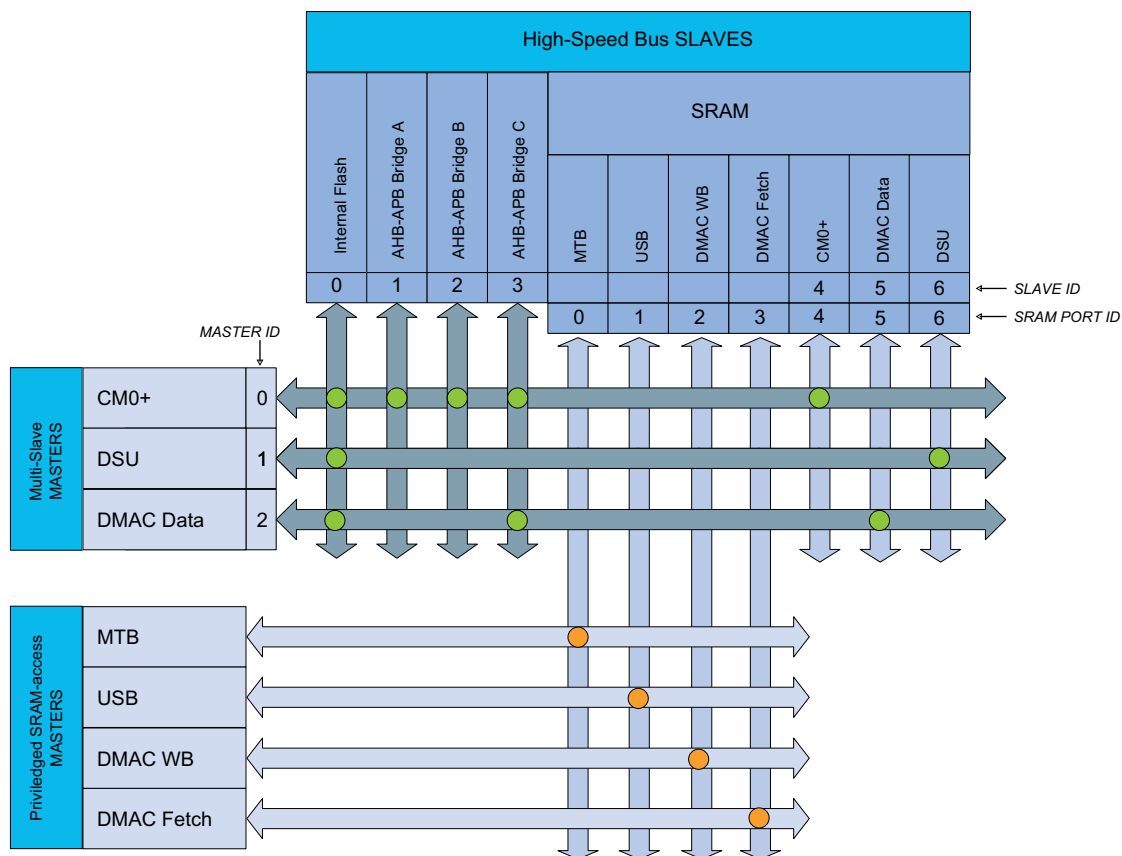 High-Speed Bus SLAVES
SRAM
Internal Flash
AHB-APB Bridge A
AHB-APB Bridge B
AHB-APB Bridge C
MTB
USB
DMAC WB
DMAC Fetch
CM0+
DMAC Data
DSU
0 1 2 3 4 5 6 SLAVE ID
0 1 2 3 4 5 6 SRAM PORT ID
MASTER ID
Multi-Slave
MASTERS
CM0+ 0
DSU 1
DMAC Data 2
Priviledged SRAM-access
MASTERS
MTB
USB
DMAC WB
DMAC Fetch